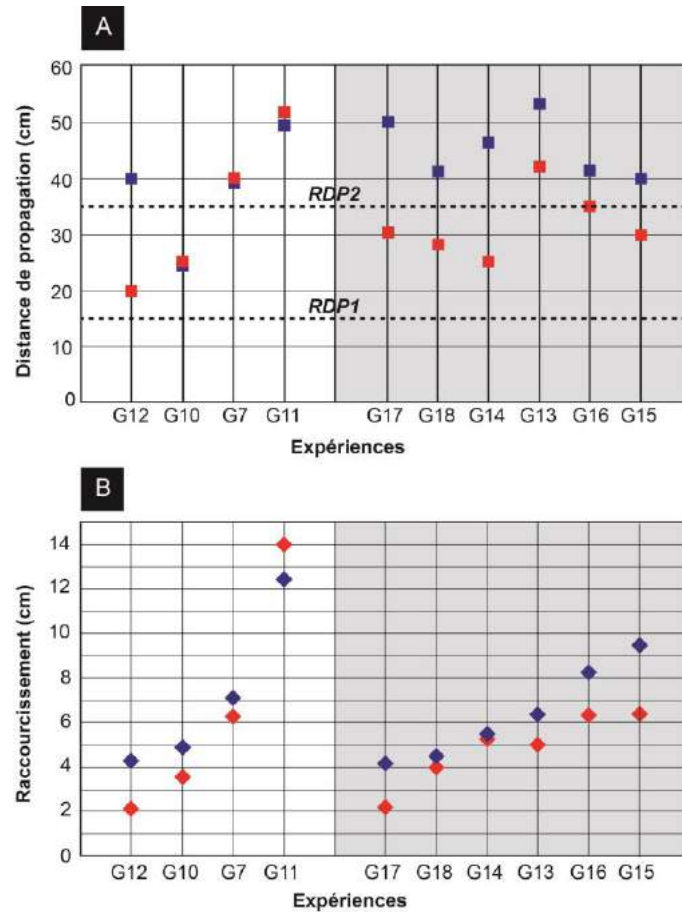 A
Distance de propagation (cm)
60
50
40
30
20
10
0
RDP2
RDP1
G12 G10 G7 G11 G17 G18 G14 G13 G16 G15
Expériences
B
Raccourcissement (cm)
14
12
10
8
6
4
2
0
G12 G10 G7 G11 G17 G18 G14 G13 G16 G15
Expériences